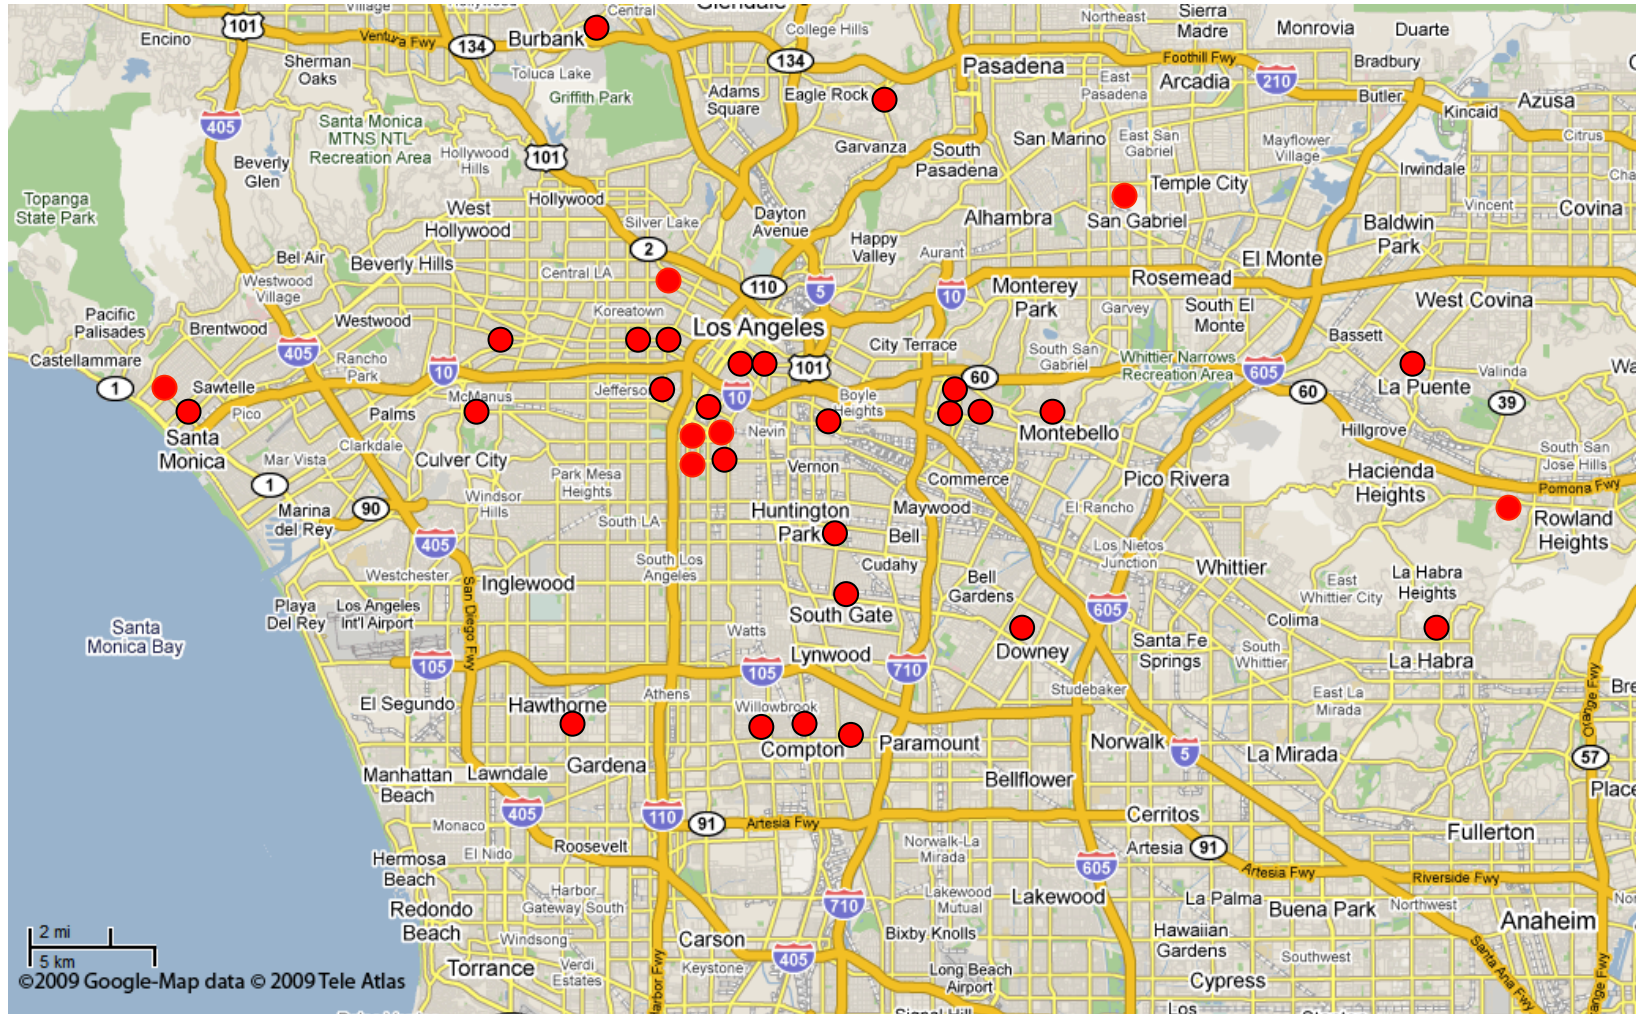 Village
Hollywood
Central
Glendale
College Hills
Northeast
Sierra
Madre
Monrovia
Duarte
101
Encino
Ventura Fwy
134
Burbank
134
Pasadena
Foothill Fwy
Bradbury
Sherman
Oaks
Toluca Lake
Griffith Park
Adams
Square
Eagle Rock
East
Pasadena
Arcadia
210
Butler
Azusa
Kincaid
405
Santa Monica
MTNS NTL
Recreation Area
Hollywood
Hills
101
Garvanza
South
Pasadena
San Marino
East San
Gabriel
Mayflower
Village
Citrus
Irwindale
Beverly
Glen
Topanga
State Park
Hollywood
West
Hollywood
Silver Lake
Dayton
Avenue
Temple City
San Gabriel
Alhambra
Vincent
Covina
Baldwin
Park
2
Happy
Valley
Aurant
Bel Air
Beverly Hills
Westwood
Village
Central LA
110
5
10
El Monte
Rosemead
Monterey
Park
Garvey
South El
Monte
West Covina
Pacific
Palisades
Brentwood
Westwood
Koreatown
Los Angeles
City Terrace
Bassett
Castellammare
405
Rancho
Park
10
101
South San
Gabriel
Whittier Narrows
Recreation Area
605
La Puente
Valinda
1
Sawtelle
Pico
McManus
Palms
Jefferson
10
Boyle
Heights
60
60
39
Santa
Monica
Clarkdale
Nevin
Montebello
Hillgrove
South San
Jose Hills
Mar Vista
Culver City
Park Mesa
Heights
Vernon
Commerce
Pico Rivera
Hacienda
Heights
Pomona Fwy
1
90
Marina
del Rey
Windsor
Hills
South LA
Huntington
Park
Maywood
Bell
El Rancho
Rowland
Heights
405
Westchester
Inglewood
South Los
Angeles
Cudahy
Bell
Gardens
Los Nietos
Junction
Whittier
East
Whittier City
La Habra
Heights
Playa
Del Rey
Los Angeles
Int'l Airport
San Diego Fwy
South Gate
605
Colima
Santa
Monica Bay
Watts
Lynwood
Downey
Santa Fe
Springs
South
Whittier
La Habra
105
105
710
El Segundo
Hawthorne
Athens
Willowbrook
Studebaker
East La
Mirada
Orange Fwy
Compton
Paramount
Norwalk
5
La Mirada
57
Manhattan
Beach
Lawndale
Gardena
Bellflower
405
110
91
Artesia Fwy
Cerritos
Monaco
Fullerton
El Nido
Roosevelt
Norwalk-La
Mirada
Artesia
91
Hermosa
Beach
605
Artesia Fwy
Riverside Fwy
Harbor
Gateway South
710
Lakewood
Mutual
Lakewood
La Palma
Buena Park
Northwest
Redondo
Beach
Anaheim
2 mi
5 km
Windsong
Carson
Bixby Knolls
Hawaiian
Gardens
Southwest
Santa Ana Fwy
Torrance
Verdi
Estates
Keystone
405
Long Beach
Airport
Cypress
©2009 Google-Map data © 2009 Tele Atlas
Signal Hill
Los